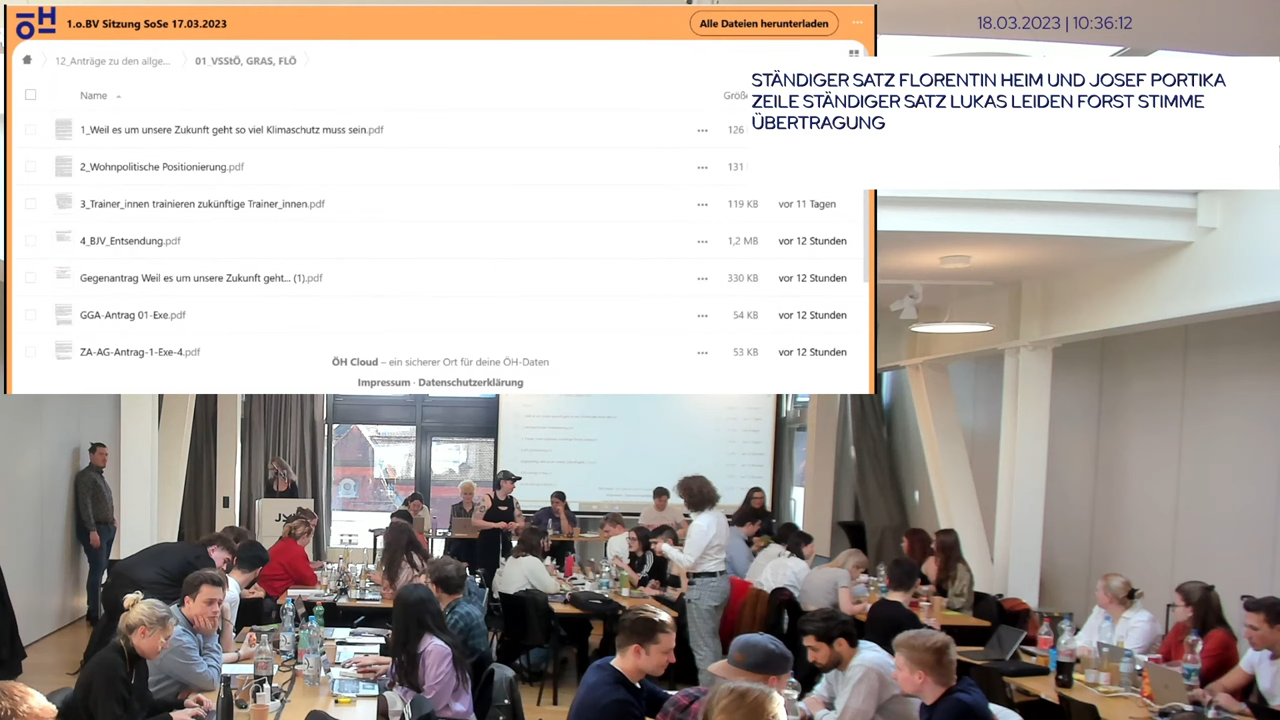 ÖH
1.o.BV Sitzung SoSe 17.03.2023
Alle Dateien herunterladen
18.03.2023 | 10:36:12
12_Anträge zu den allge...
01_VSStÖ, GRAS, FLÖ
STÄNDIGER SATZ FLORENTIN HEIM UND JOSEF PORTIKA
ZEILE STÄNDIGER SATZ LUKAS LEIDEN FORST STIMME
ÜBERTRAGUNG
Name
Größe
1_Weil es um unsere Zukunft geht so viel Klimaschutz muss sein.pdf
126
2_Wohnpolitische Positionierung.pdf
131
3_Trainer_innen trainieren zukünftige Trainer_innen.pdf
119 KB
vor 11 Tagen
4_BJV_Entsendung.pdf
1,2 MB
vor 12 Stunden
Gegenantrag Weil es um unsere Zukunft geht... (1).pdf
330 KB
vor 12 Stunden
GGA-Antrag 01-Exe.pdf
54 KB
vor 12 Stunden
ZA-AG-Antrag-1-Exe-4.pdf
53 KB
vor 12 Stunden
ÖH Cloud – ein sicherer Ort für deine ÖH-Daten
Impressum · Datenschutzerklärung